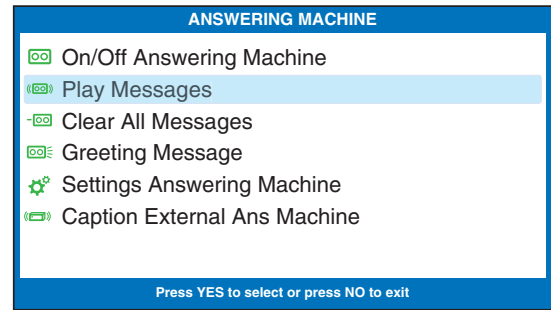 ANSWERING MACHINE
On/Off Answering Machine
Play Messages
Clear All Messages
Greeting Message
Settings Answering Machine
Caption External Ans Machine
Press YES to select or press NO to exit